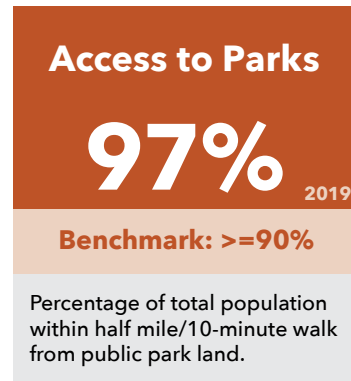 Access to Parks
97%
2019
Benchmark: >=90%
Percentage of total population
within half mile/10-minute walk
from public park land.